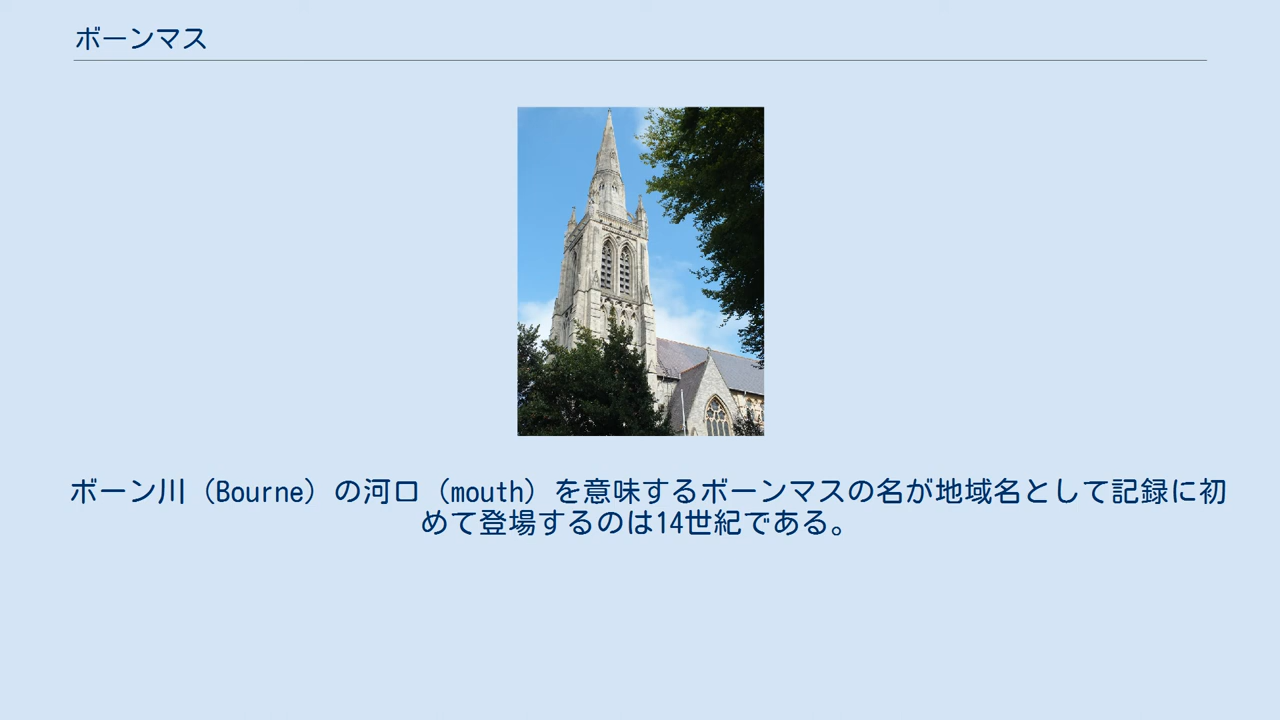 ボーンマス
ボーン川（Bourne）の河口（mouth）を意味するボーンマスの名が地域名として記録に初
めて登場するのは14世紀である。